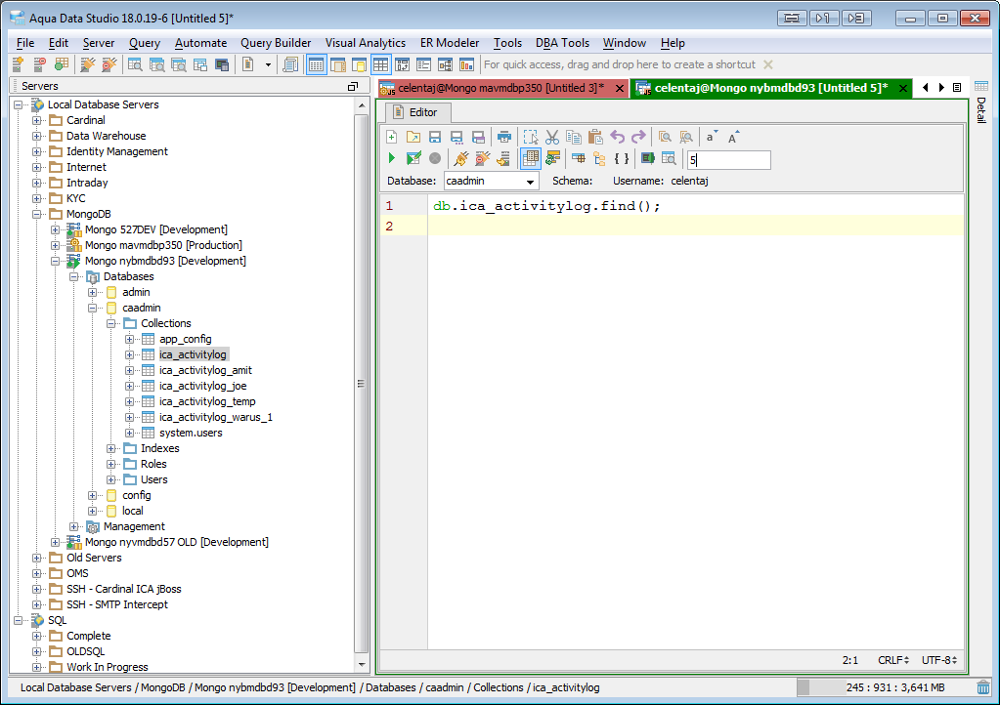 Aqua Data Studio 18.0.19-6 [Untitled 5]*
File Edit Server Query Automate Query Builder Visual Analytics ER Modeler Tools DBA Tools Window Help
For quick access, drag and drop here to create a shortcut
Servers
Local Database Servers
Cardinal
Data Warehouse
Identity Management
Internet
Intraday
KYC
MongoDB
Mongo 527DEV [Development]
Mongo mavmdbp350 [Production]
Mongo nybmdbd93 [Development]
Databases
admin
caadmin
Collections
app_config
ica_activitylog
ica_activitylog_amit
ica_activitylog_joe
ica_activitylog_temp
ica_activitylog_warus_1
system.users
Indexes
Roles
Users
config
local
Management
Mongo nyvmdbd57 OLD [Development]
Old Servers
OMS
SSH - Cardinal ICA jBoss
SSH - SMTP Intercept
SQL
Complete
OLDSQL
Work In Progress
celentaj@Mongo mavmdbp350 [Untitled 3]*
celentaj@Mongo nybmdbd93 [Untitled 5]*
Detail
Editor
5
Database: caadmin Schema: Username: celentaj
1 db.ica_activitylog.find();
2
2:1 CRLF UTF-8
Local Database Servers / MongoDB / Mongo nybmdbd93 [Development] / Databases / caadmin / Collections / ica_activitylog
245 : 931 : 3,641 MB